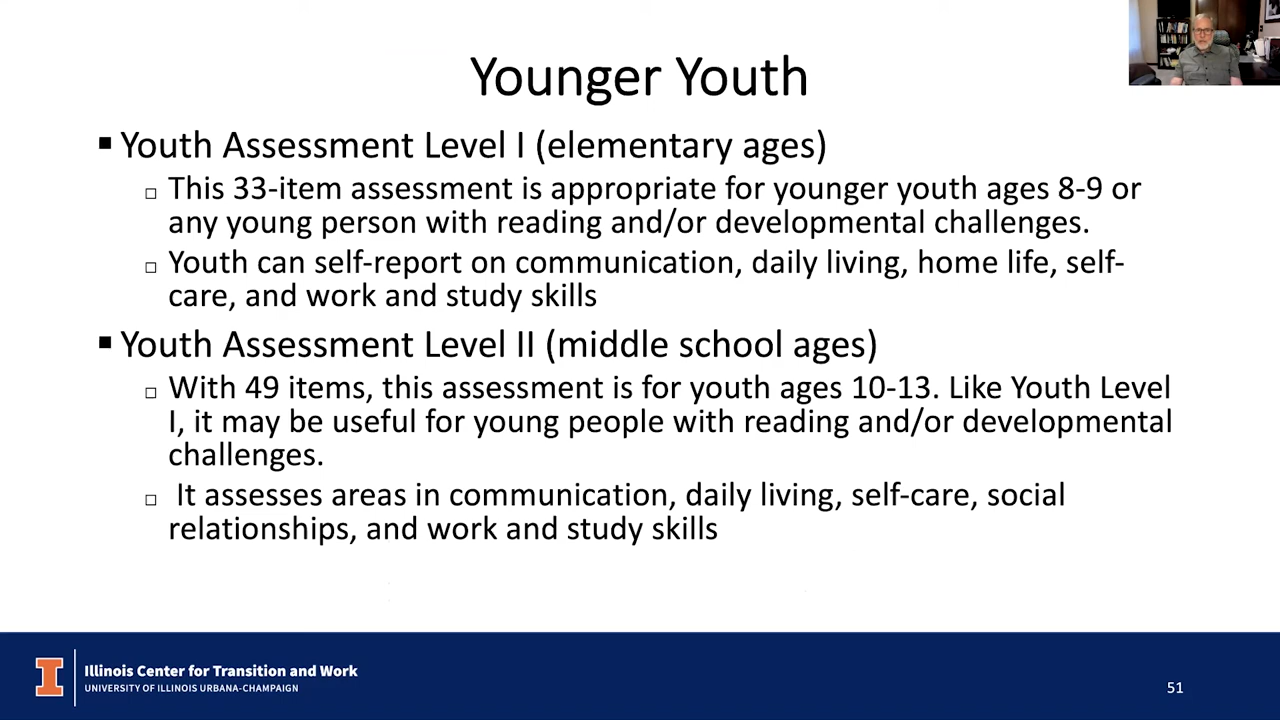 Younger Youth
▪ Youth Assessment Level I (elementary ages)
□ This 33-item assessment is appropriate for younger youth ages 8-9 or
any young person with reading and/or developmental challenges.
□ Youth can self-report on communication, daily living, home life, self-
care, and work and study skills
▪ Youth Assessment Level II (middle school ages)
□ With 49 items, this assessment is for youth ages 10-13. Like Youth Level
I, it may be useful for young people with reading and/or developmental
challenges.
□ It assesses areas in communication, daily living, self-care, social
relationships, and work and study skills
I
Illinois Center for Transition and Work
UNIVERSITY OF ILLINOIS URBANA-CHAMPAIGN
51